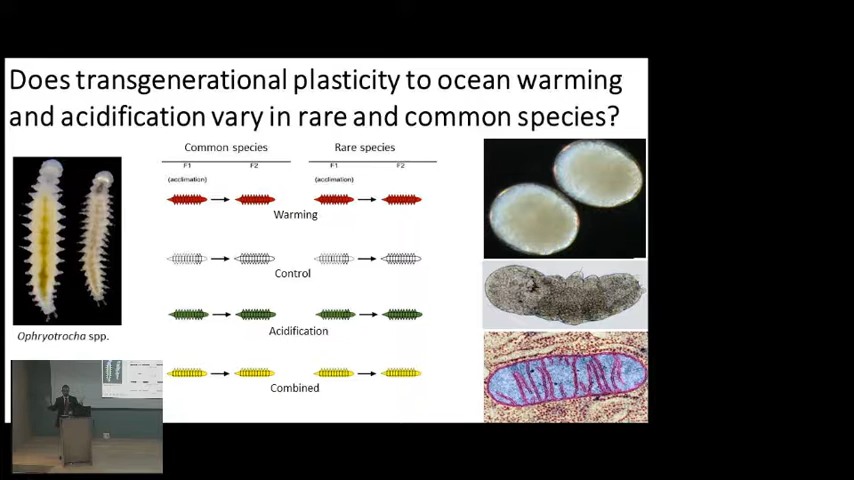 Does transgenerational plasticity to ocean warming
and acidification vary in rare and common species?
Common species
Rare species
F1
F2
F1
F2
(acclimation)
(acclimation)
Warming
Control
Acidification
Combined
Ophryotrocha spp.